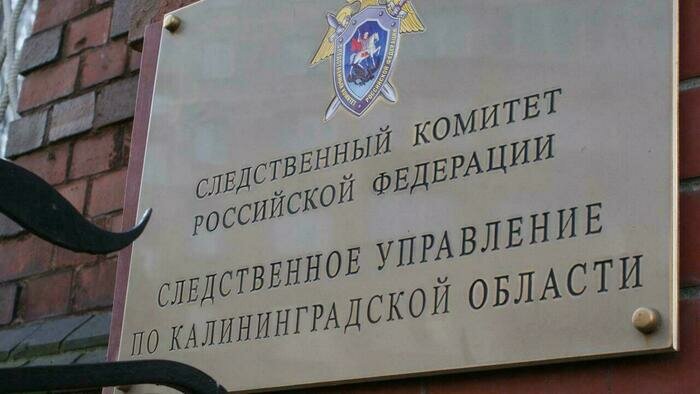 СЛЕДСТВЕННЫЙ КОМИТЕТ
РОССИЙСКОЙ ФЕДЕРАЦИИ
СЛЕДСТВЕННОЕ УПРАВЛЕНИЕ
ПО КАЛИНИНГРАДСКОЙ ОБЛАСТИ